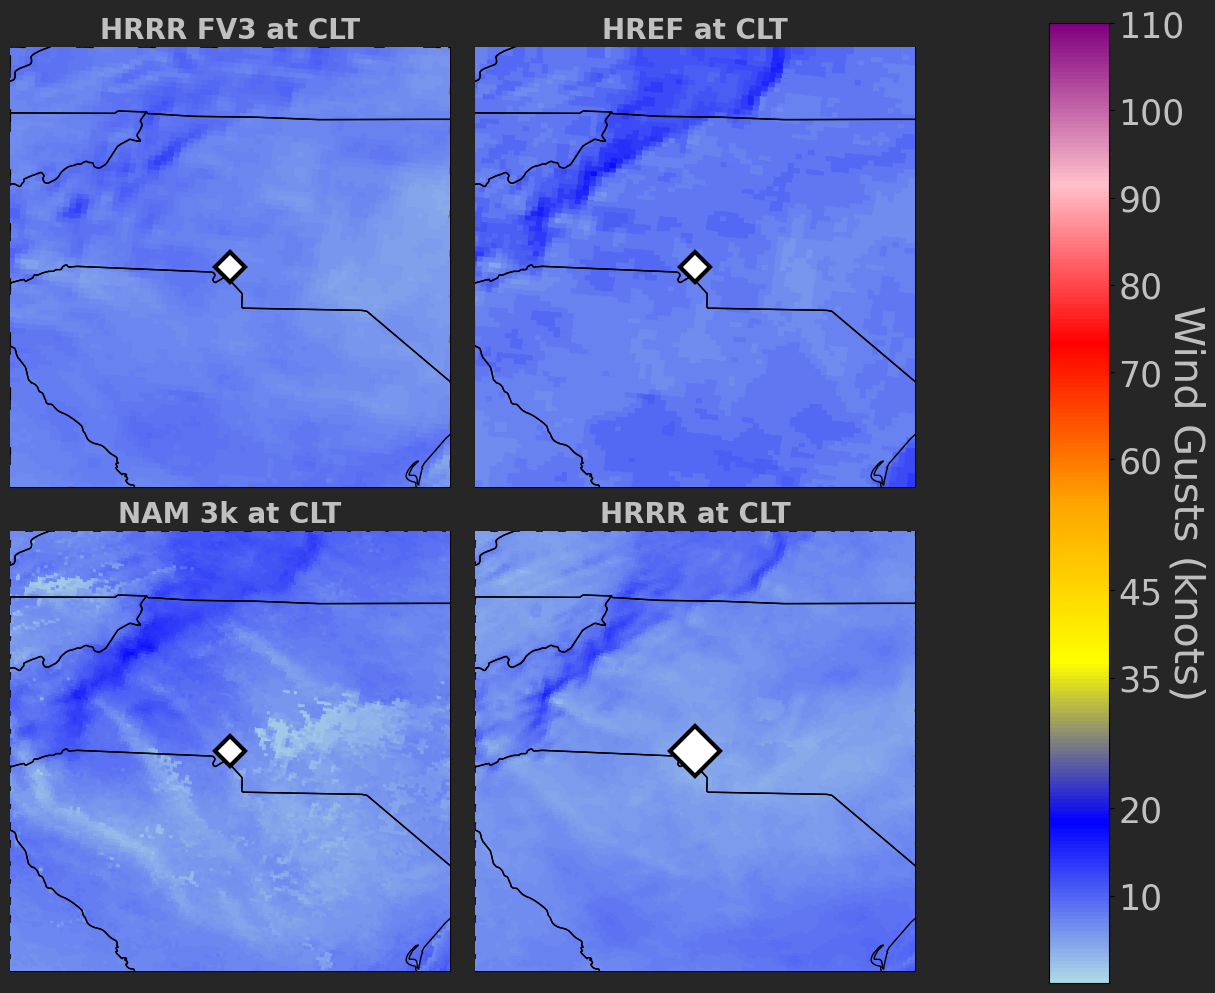 HRRR FV3 at CLT
HREF at CLT
NAM 3k at CLT
HRRR at CLT
110
100
90
80
70
60
45
35
20
10
Wind Gusts (knots)